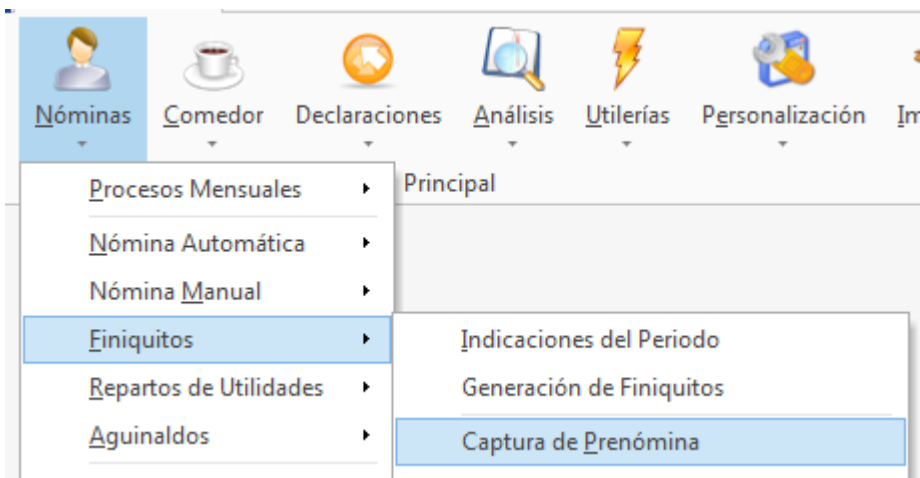 Nóminas Comedor Declaraciones Análisis Utilerías Personalización
Procesos Mensuales Principal
Nómina Automática
Nómina Manual
Finiquitos Indicaciones del Periodo
Repartos de Utilidades Generación de Finiquitos
Aguinaldos Captura de Prenómina